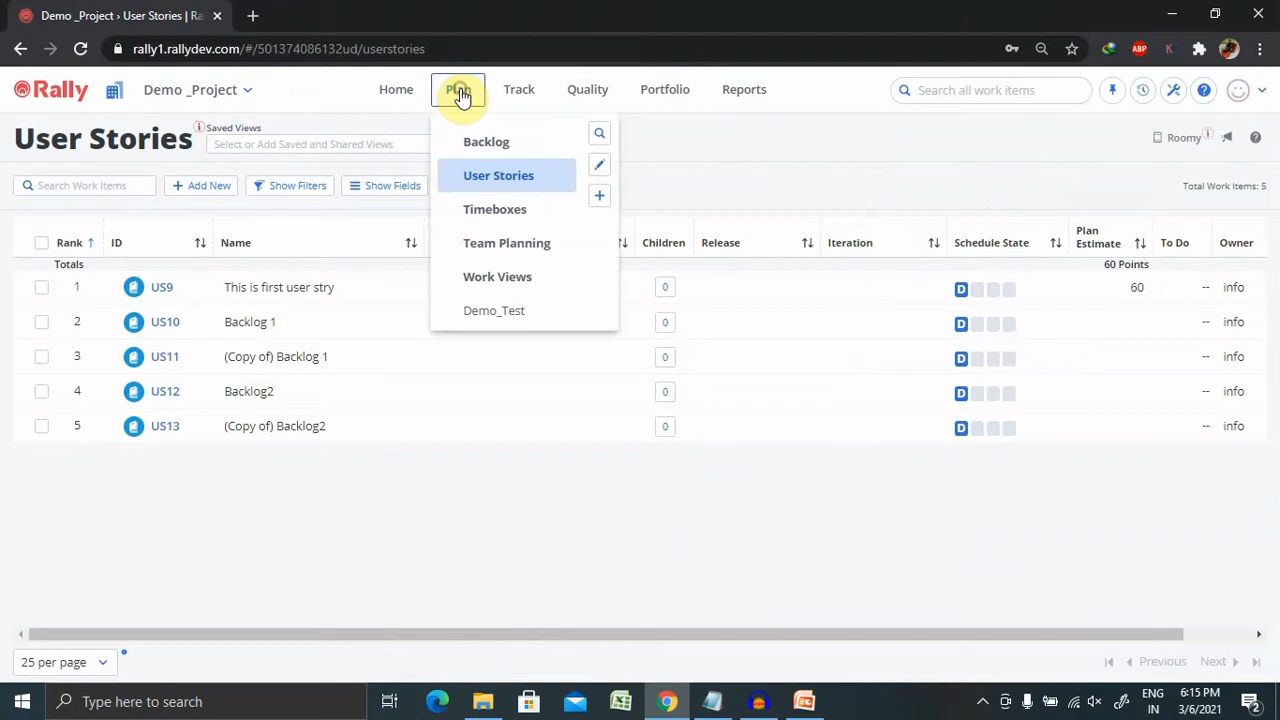 Demo _Project › User Stories | Ra
rally1.rallydev.com/#/501374086132ud/userstories
ABP
K
Rally
Demo _Project
Home
Plan
Track
Quality
Portfolio
Reports
Search all work items
User Stories
Saved Views
Select or Add Saved and Shared Views
Roomy
Search Work Items
Add New
Show Filters
Show Fields
Total Work Items: 5
Backlog
User Stories
Timeboxes
Team Planning
Work Views
Demo_Test
Rank ID Name Children Release Iteration Schedule State Plan Estimate To Do Owner
Totals 60 Points
1 US9 This is first user stry 0 D 60 -- info
2 US10 Backlog 1 0 D -- info
3 US11 (Copy of) Backlog 1 0 D -- info
4 US12 Backlog2 0 D -- info
5 US13 (Copy of) Backlog2 0 D -- info
25 per page
Previous Next
Type here to search
ENG
IN
6:15 PM
3/6/2021
2